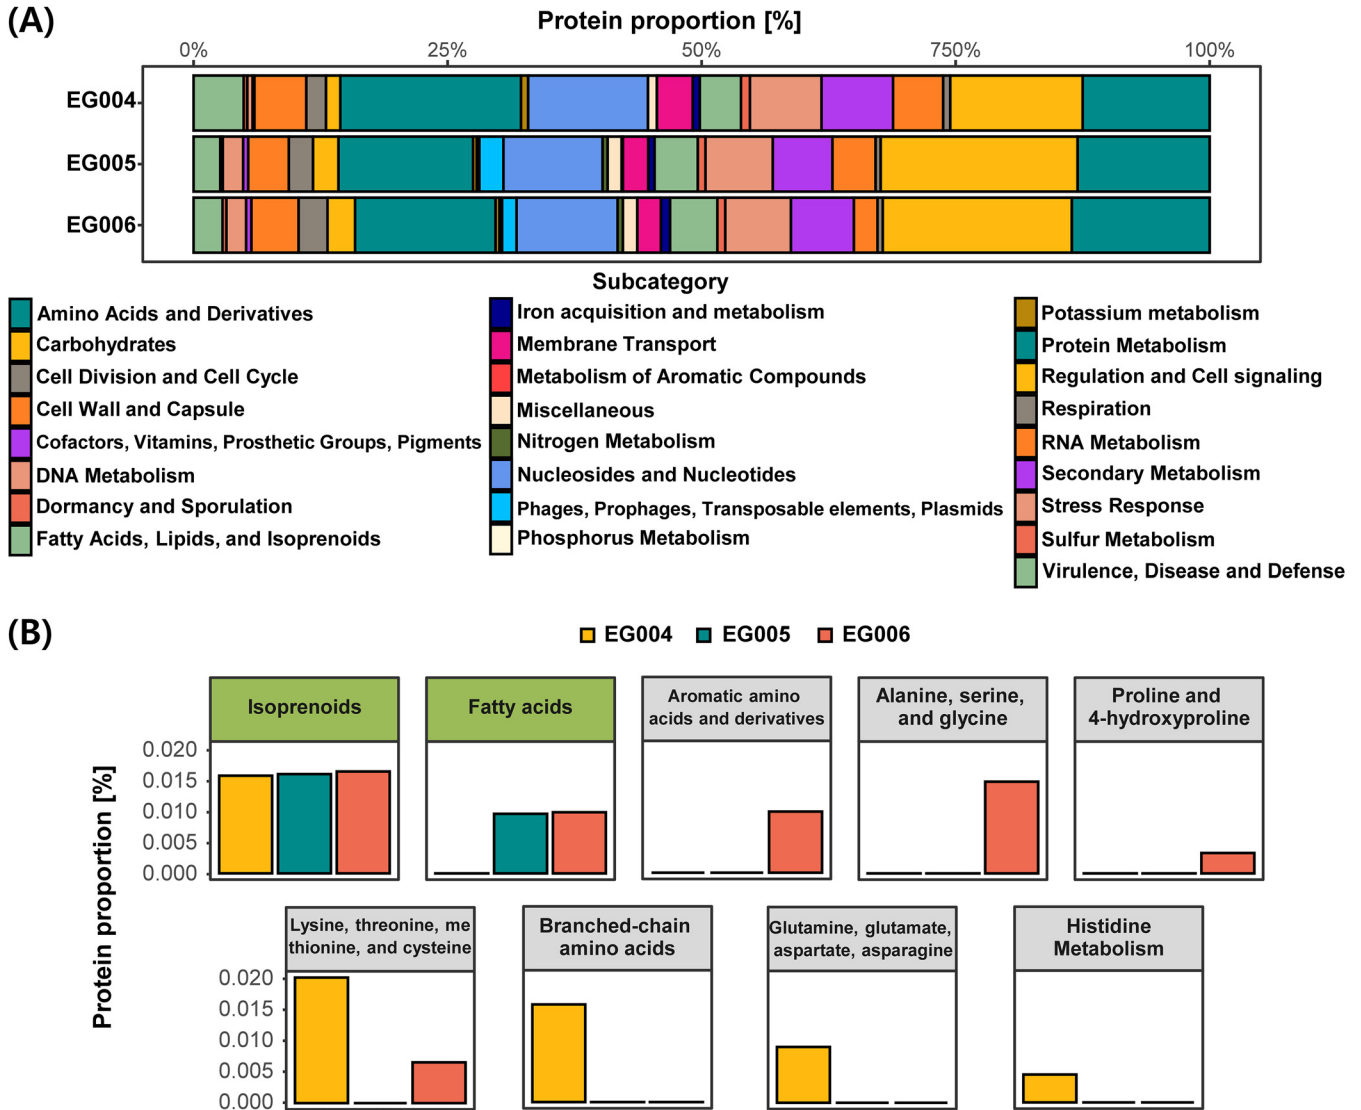 (A)
Protein proportion [%]
0% 25% 50% 750% 100%
EG004
EG005
EG006
Subcategory
Amino Acids and Derivatives
Carbohydrates
Cell Division and Cell Cycle
Cell Wall and Capsule
Cofactors, Vitamins, Prosthetic Groups, Pigments
DNA Metabolism
Dormancy and Sporulation
Fatty Acids, Lipids, and Isoprenoids
Iron acquisition and metabolism
Membrane Transport
Metabolism of Aromatic Compounds
Miscellaneous
Nitrogen Metabolism
Nucleosides and Nucleotides
Phages, Prophages, Transposable elements, Plasmids
Phosphorus Metabolism
Potassium metabolism
Protein Metabolism
Regulation and Cell signaling
Respiration
RNA Metabolism
Secondary Metabolism
Stress Response
Sulfur Metabolism
Virulence, Disease and Defense
(B)
EG004 EG005 EG006
Protein proportion [%]
Isoprenoids
Fatty acids
Aromatic amino
acids and derivatives
Alanine, serine,
and glycine
Proline and
4-hydroxyproline
0.020
0.015
0.010
0.005
0.000
Lysine, threonine, me
thionine, and cysteine
Branched-chain
amino acids
Glutamine, glutamate,
aspartate, asparagine
Histidine
Metabolism
0.020
0.015
0.010
0.005
0.000